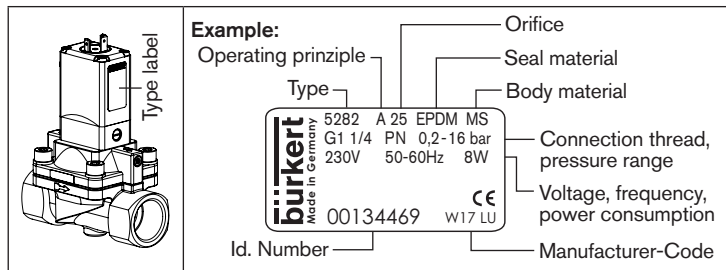 Type label
Example:
Orifice
Operating prinziple
Seal material
Type
Body material
bürkert
Made in Germany
5282 A 25 EPDM MS
G1 1/4 PN 0,2-16 bar
230V 50-60Hz 8W
CE
00134469 W17 LU
Connection thread,
pressure range
Voltage, frequency,
power consumption
Id. Number
Manufacturer-Code